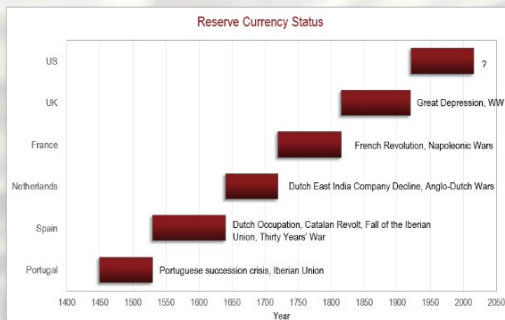 Reserve Currency Status
US
?
UK
Great Depression, WW
France
French Revolution, Napoleonic Wars
Netherlands
Dutch East India Company Decline, Anglo-Dutch Wars
Spain
Dutch Occupation, Catalan Revolt, Fall of the Iberian
Union, Thirty Years' War
Portugal
Portuguese succession crisis, Iberian Union
1400 1450 1500 1550 1600 1650 1700 1750 1800 1850 1900 1950 2000 2050
Year